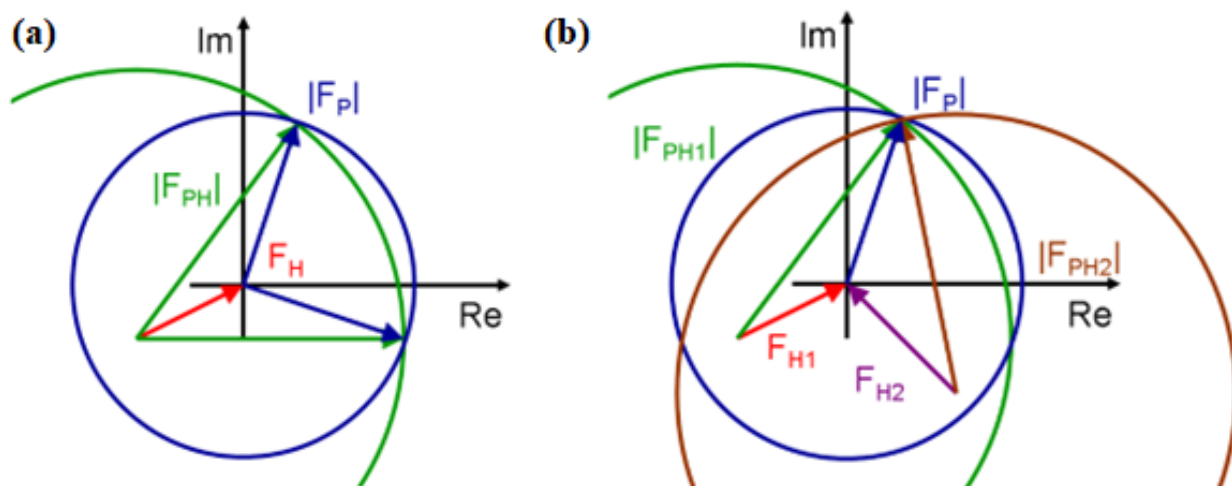 (a)
Im
|F_P|
|F_PH|
F_H
Re
(b)
Im
|F_P|
|F_PH1|
|F_PH2|
Re
F_H1
F_H2